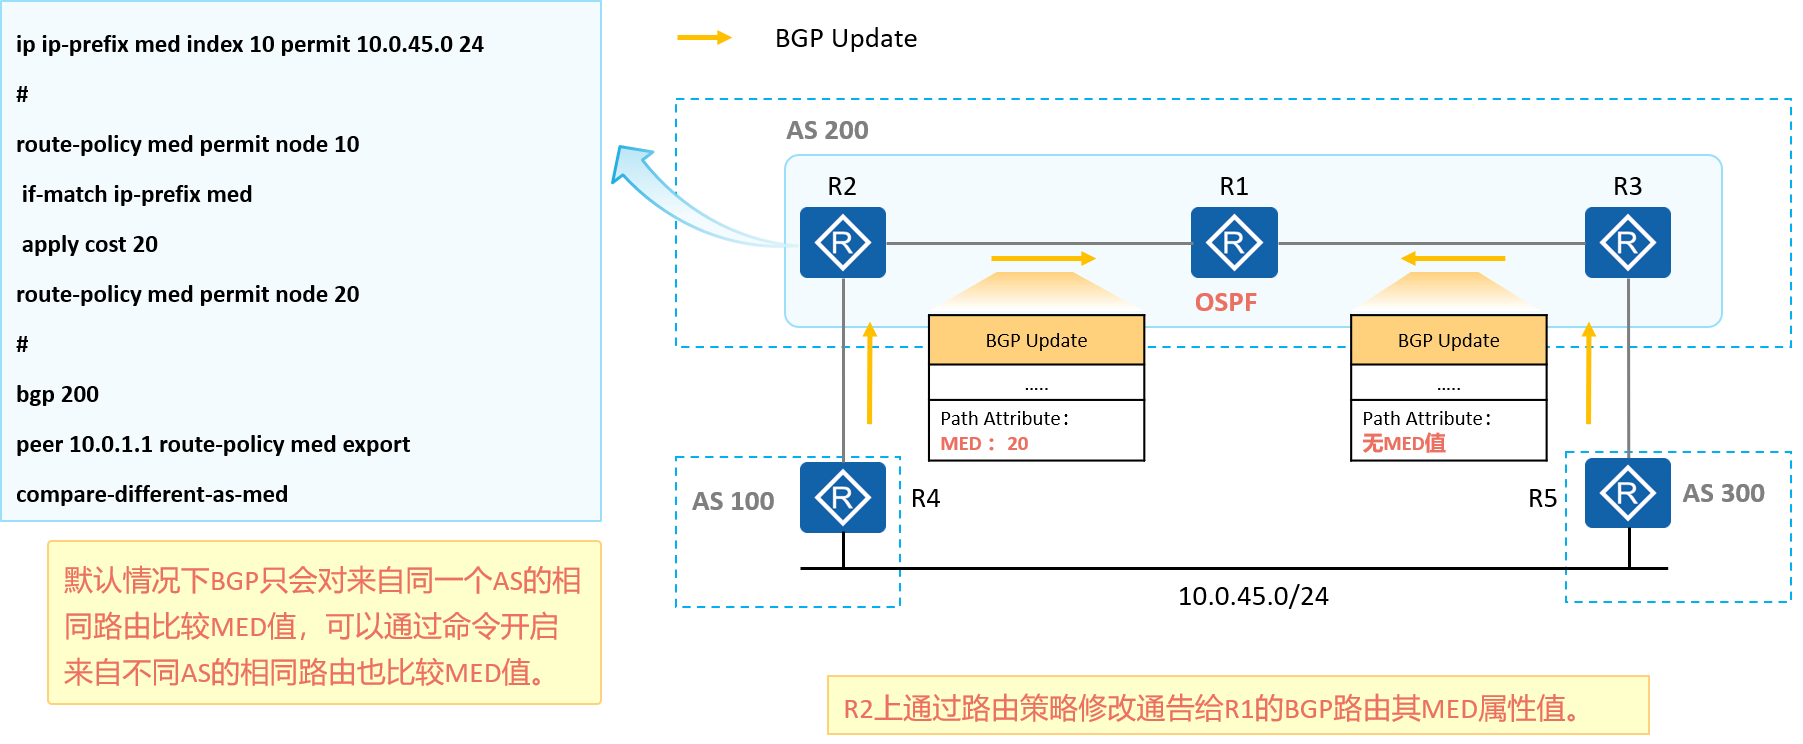 ip ip-prefix med index 10 permit 10.0.45.0 24
#
route-policy med permit node 10
if-match ip-prefix med
apply cost 20
route-policy med permit node 20
#
bgp 200
peer 10.0.1.1 route-policy med export
compare-different-as-med
默认情况下BGP只会对来自同一个AS的相
同路由比较MED值，可以通过命令开启
来自不同AS的相同路由也比较MED值。
BGP Update
AS 200
R2
R1
R3
R
R
R
OSPF
BGP Update
.....
Path Attribute：
MED：20
BGP Update
.....
Path Attribute：
无MED值
AS 100
R
R4
R5
R
AS 300
10.0.45.0/24
R2上通过路由策略修改通告给R1的BGP路由其MED属性值。